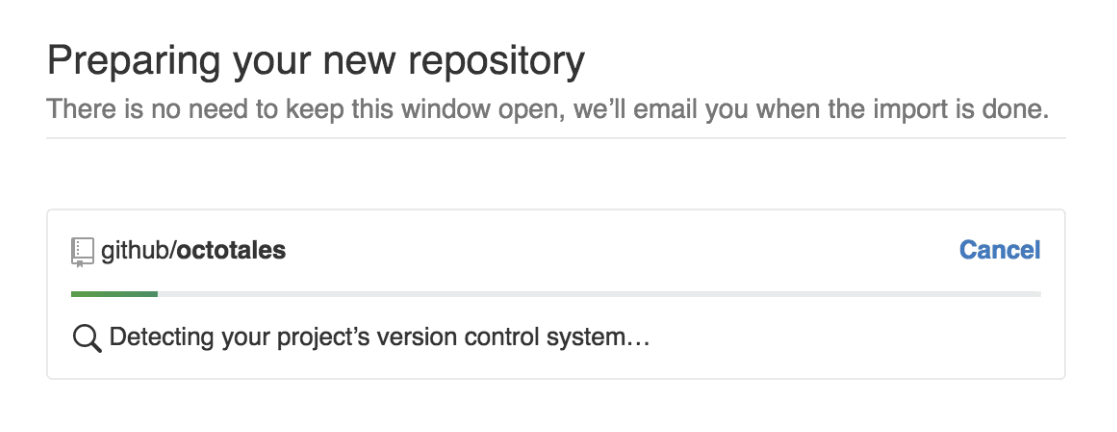 Preparing your new repository
There is no need to keep this window open, we’ll email you when the import is done.
github/octotales Cancel
Detecting your project’s version control system…